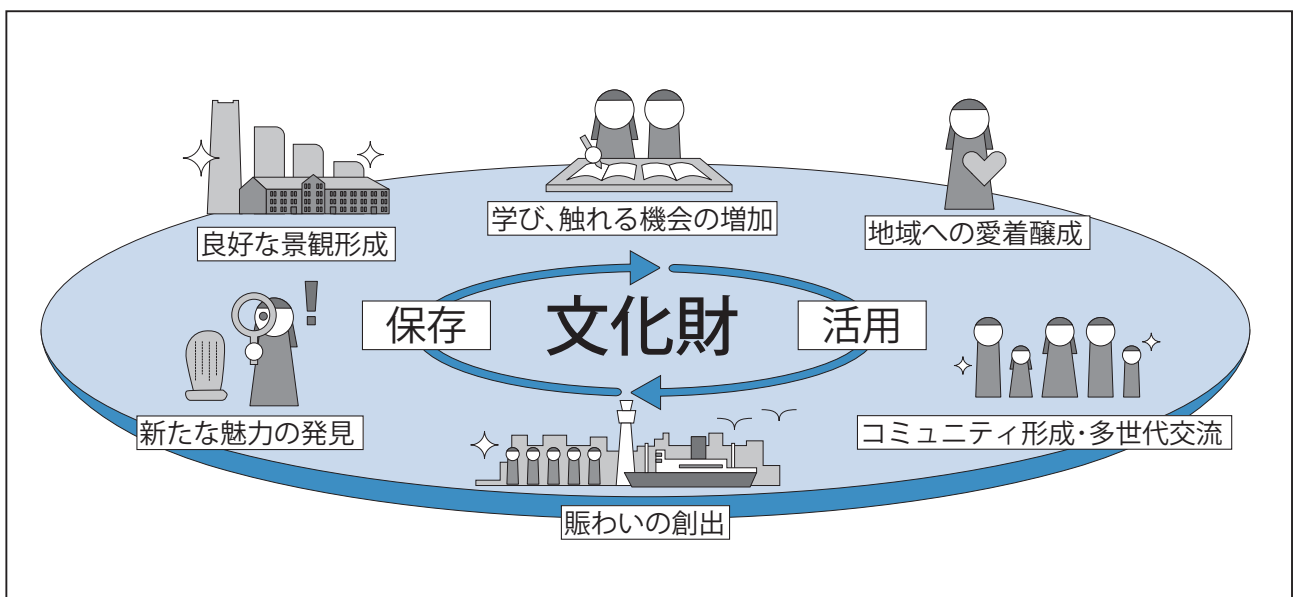 学び、触れる機会の増加
良好な景観形成
地域への愛着醸成
保存
文化財
活用
新たな魅力の発見
コミュニティ形成・多世代交流
賑わいの創出